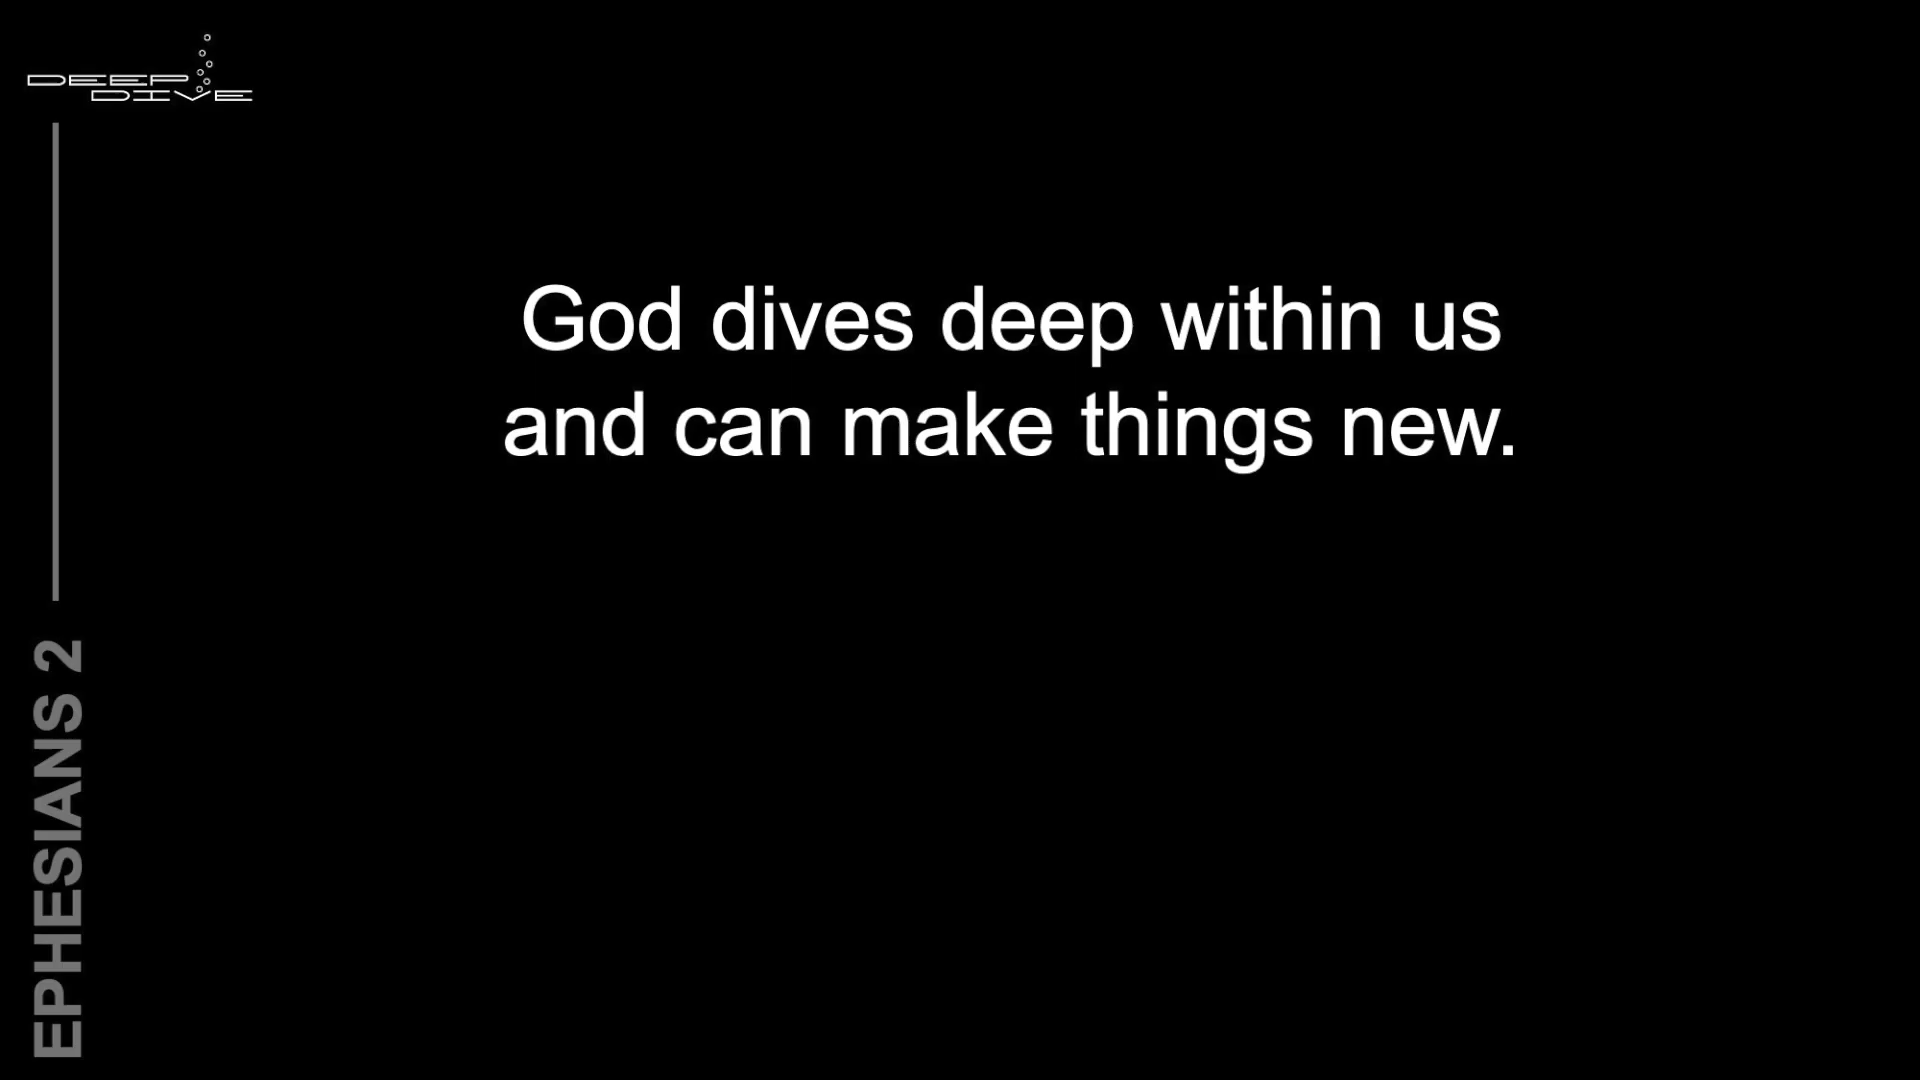 DEEP
DIVE
God dives deep within us
and can make things new.
EPHESIANS 2